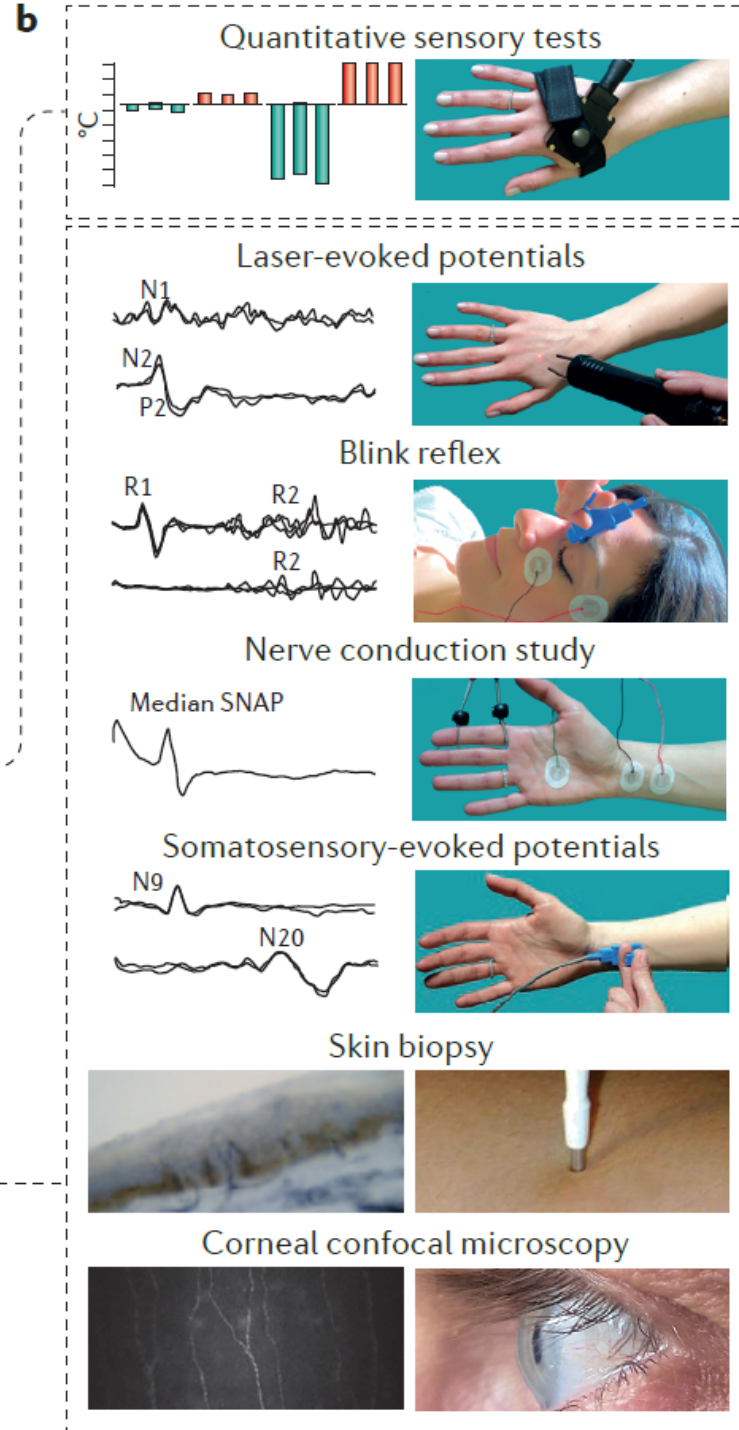 b
Quantitative sensory tests
°C
Laser-evoked potentials
N1
N2
P2
Blink reflex
R1
R2
R2
Nerve conduction study
Median SNAP
Somatosensory-evoked potentials
N9
N20
Skin biopsy
Corneal confocal microscopy